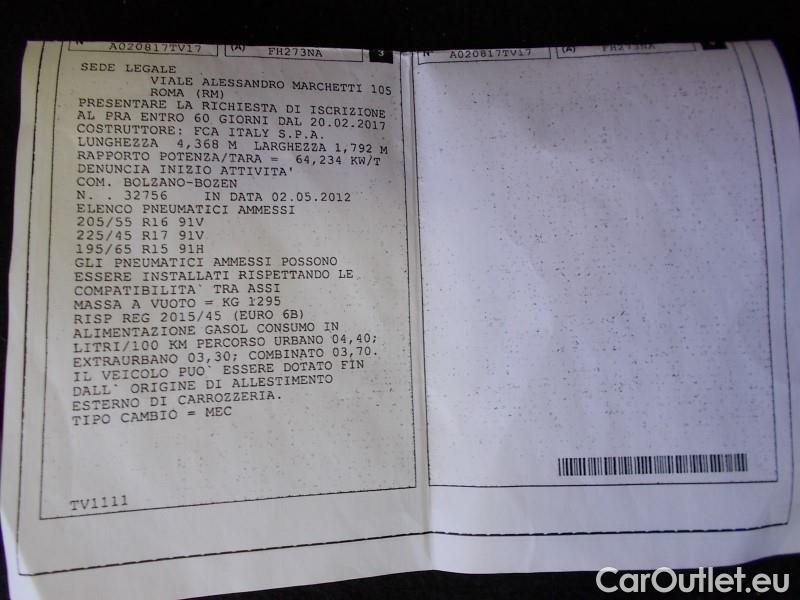 N° A020817TV17 (A) FH273NA 3
SEDE LEGALE
VIALE ALESSANDRO MARCHETTI 105
ROMA (RM)
PRESENTARE LA RICHIESTA DI ISCRIZIONE
AL PRA ENTRO 60 GIORNI DAL 20.02.2017
COSTRUTTORE: FCA ITALY S.P.A.
LUNGHEZZA 4,368 M LARGHEZZA 1,792 M
RAPPORTO POTENZA/TARA = 64,234 KW/T
DENUNCIA INIZIO ATTIVITA'
COM. BOLZANO-BOZEN
N. . 32756 IN DATA 02.05.2012
ELENCO PNEUMATICI AMMESSI
205/55 R16 91V
225/45 R17 91V
195/65 R15 91H
GLI PNEUMATICI AMMESSI POSSONO
ESSERE INSTALLATI RISPETTANDO LE
COMPATIBILITA` TRA ASSI
MASSA A VUOTO = KG 1295
RISP REG 2015/45 (EURO 6B)
ALIMENTAZIONE GASOL CONSUMO IN
LITRI/100 KM PERCORSO URBANO 04,40;
EXTRAURBANO 03,30; COMBINATO 03,70.
IL VEICOLO PUO` ESSERE DOTATO FIN
DALL` ORIGINE DI ALLESTIMENTO
ESTERNO DI CARROZZERIA.
TIPO CAMBIO = MEC
TV1111
N° A020817TV17 (A) FH273NA
CarOutlet.eu